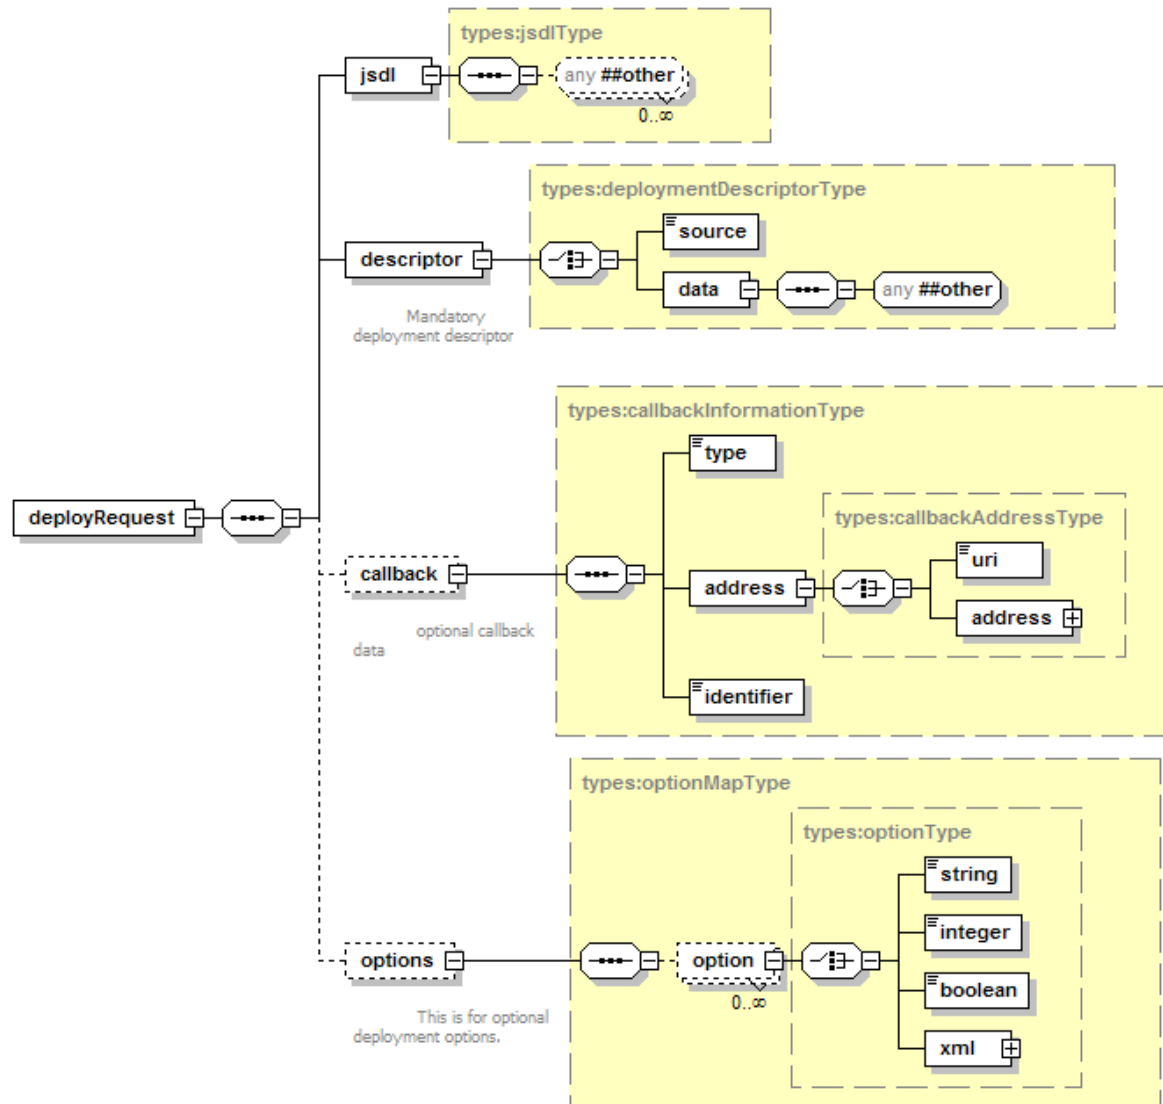 types:jsdlType
jsdl
any ##other
0..∞
types:deploymentDescriptorType
source
descriptor
data
any ##other
Mandatory
deployment descriptor
types:callbackInformationType
type
deployRequest
types:callbackAddressType
uri
callback
address
address
optional callback
data
identifier
types:optionMapType
types:optionType
string
integer
options
option
boolean
0..∞
This is for optional
deployment options.
xml